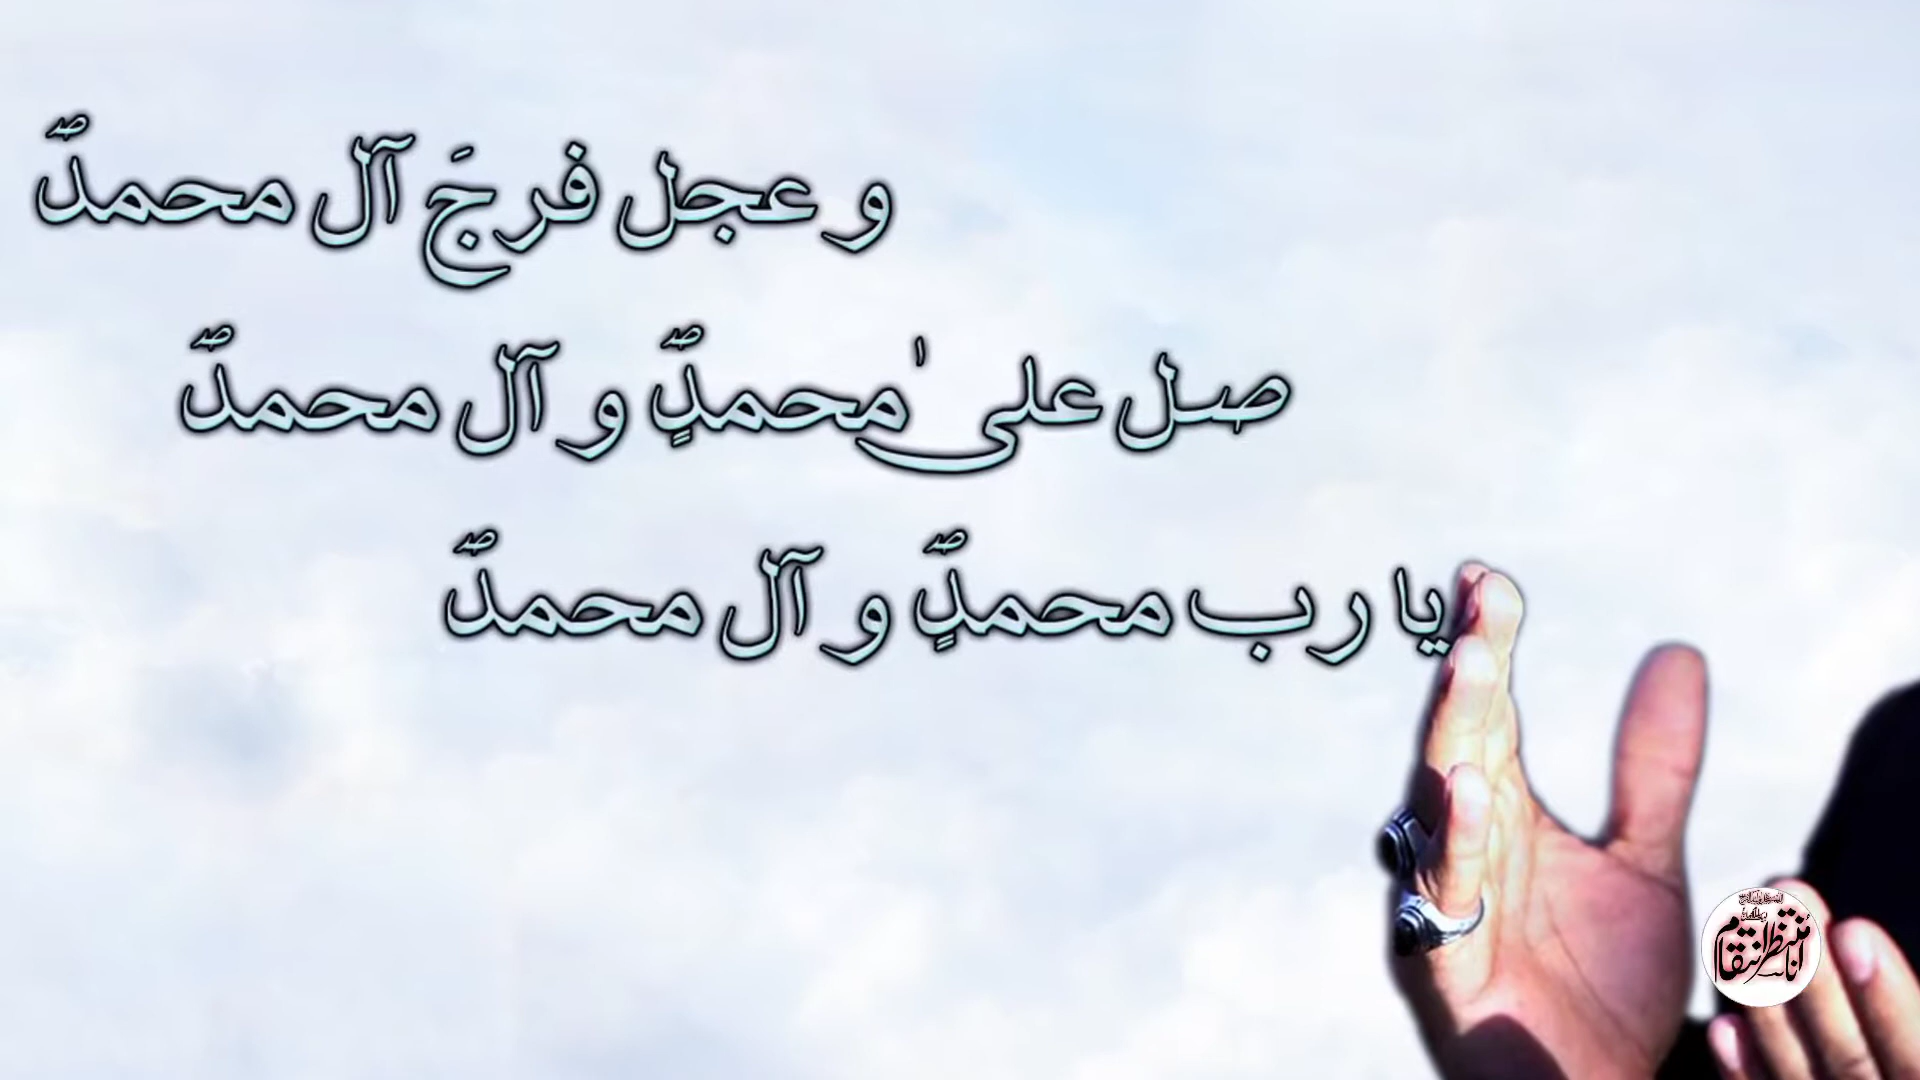 و عجل فرجَ آل محمدؐ
صل علیٰ محمدٍؐ و آل محمدؐ
یا رب محمدٍؐ و آل محمدؐ